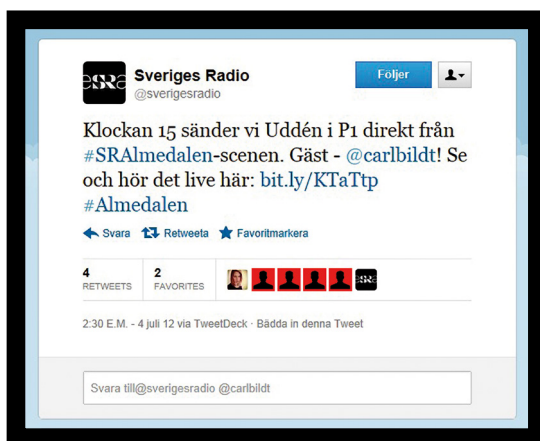 Sveriges Radio
@sverigesradio
Följer
Klockan 15 sänder vi Uddén i P1 direkt från
#SRAlmedalen-scenen. Gäst - @carlbildt! Se
och hör det live här: bit.ly/KTaTtp
#Almedalen
Svara Retweeta Favoritmarkera
4 2
RETWEETS FAVORITES
2:30 E.M. - 4 juli 12 via TweetDeck · Bädda in denna Tweet
Svara till@sverigesradio @carlbildt